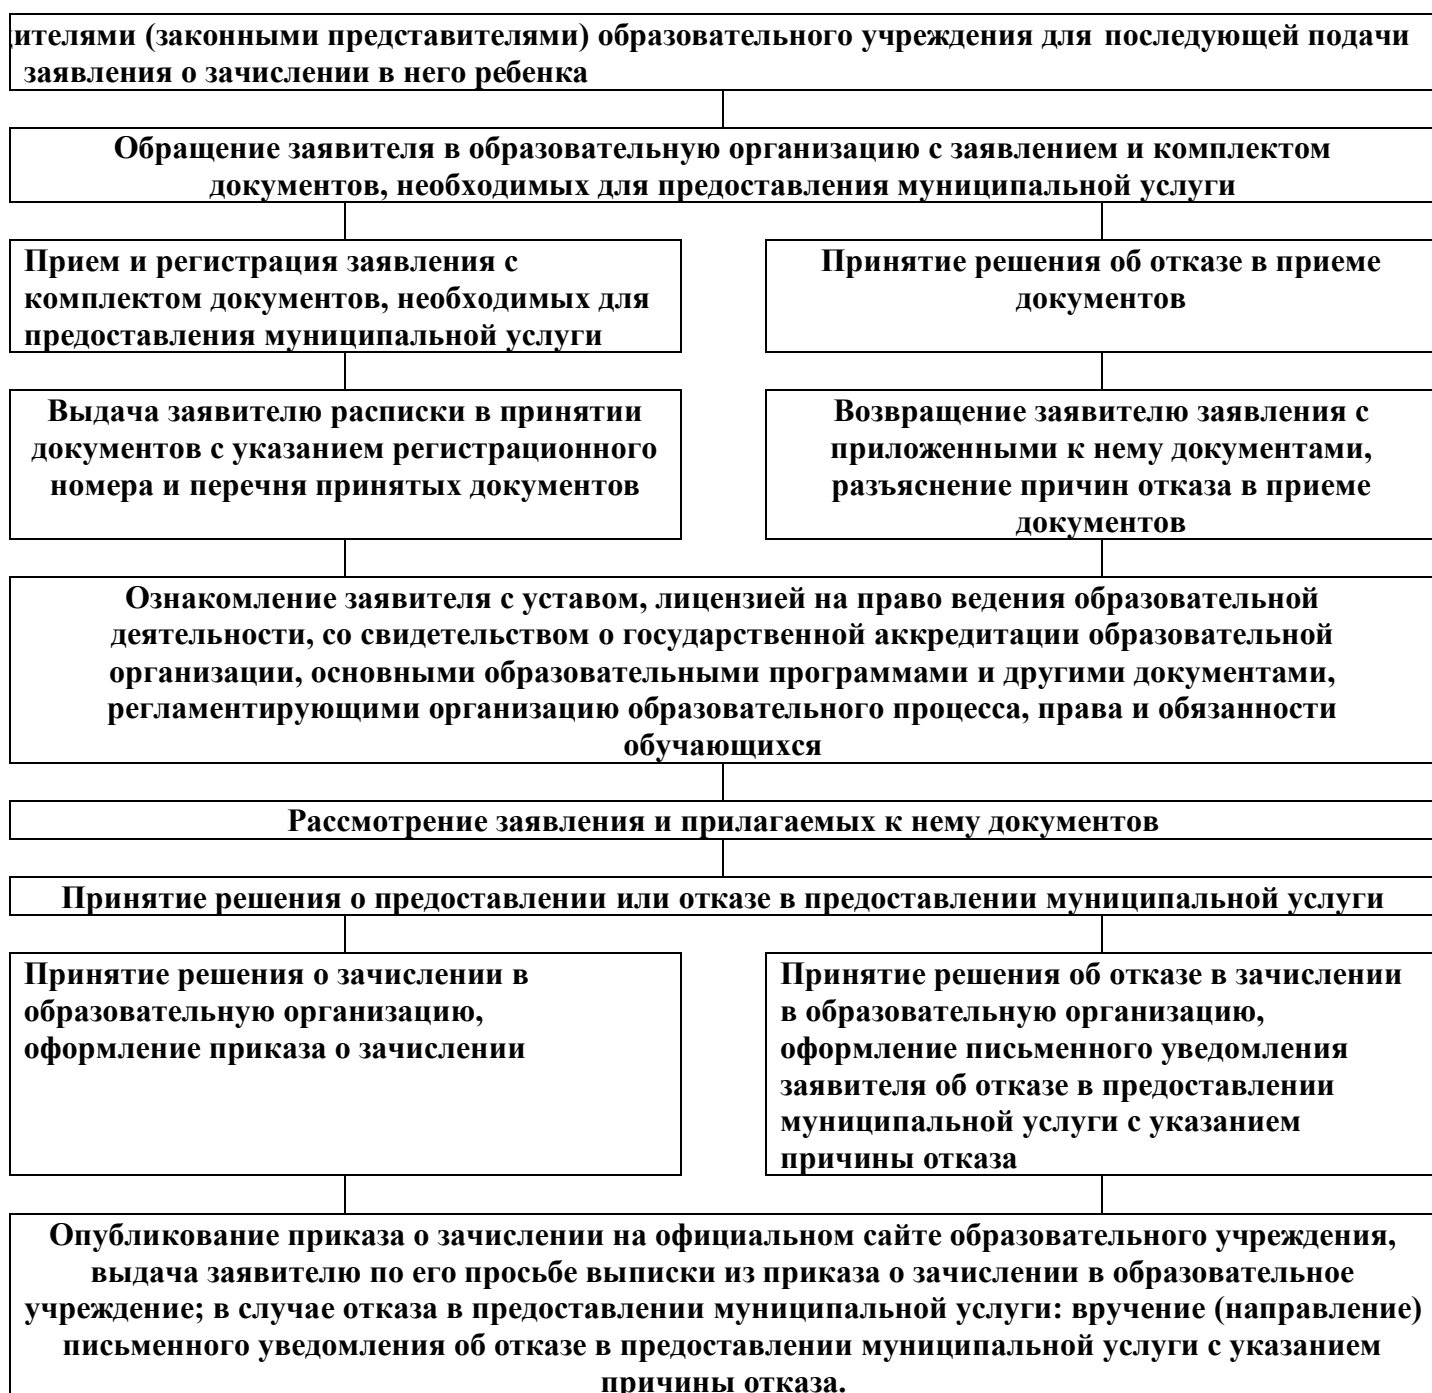 (законными представителями) образовательного учреждения для последующей подачи
заявления о зачислении в него ребенка
Обращение заявителя в образовательную организацию с заявлением и комплектом
документов, необходимых для предоставления муниципальной услуги
Прием и регистрация заявления с
комплектом документов, необходимых для
предоставления муниципальной услуги
Принятие решения об отказе в приеме
документов
Выдача заявителю расписки в принятии
документов с указанием регистрационного
номера и перечня принятых документов
Возвращение заявителю заявления с
приложенными к нему документами,
разъяснение причин отказа в приеме
документов
Ознакомление заявителя с уставом, лицензией на право ведения образовательной
деятельности, со свидетельством о государственной аккредитации образовательной
организации, основными образовательными программами и другими документами,
регламентирующими организацию образовательного процесса, права и обязанности
обучающихся
Рассмотрение заявления и прилагаемых к нему документов
Принятие решения о предоставлении или отказе в предоставлении муниципальной услуги
Принятие решения о зачислении в
образовательную организацию,
оформление приказа о зачислении
Принятие решения об отказе в зачислении
в образовательную организацию,
оформление письменного уведомления
заявителя об отказе в предоставлении
муниципальной услуги с указанием
причины отказа
Опубликование приказа о зачислении на официальном сайте образовательного учреждения,
выдача заявителю по его просьбе выписки из приказа о зачислении в образовательное
учреждение; в случае отказа в предоставлении муниципальной услуги: вручение (направление)
письменного уведомления об отказе в предоставлении муниципальной услуги с указанием
причины отказа.